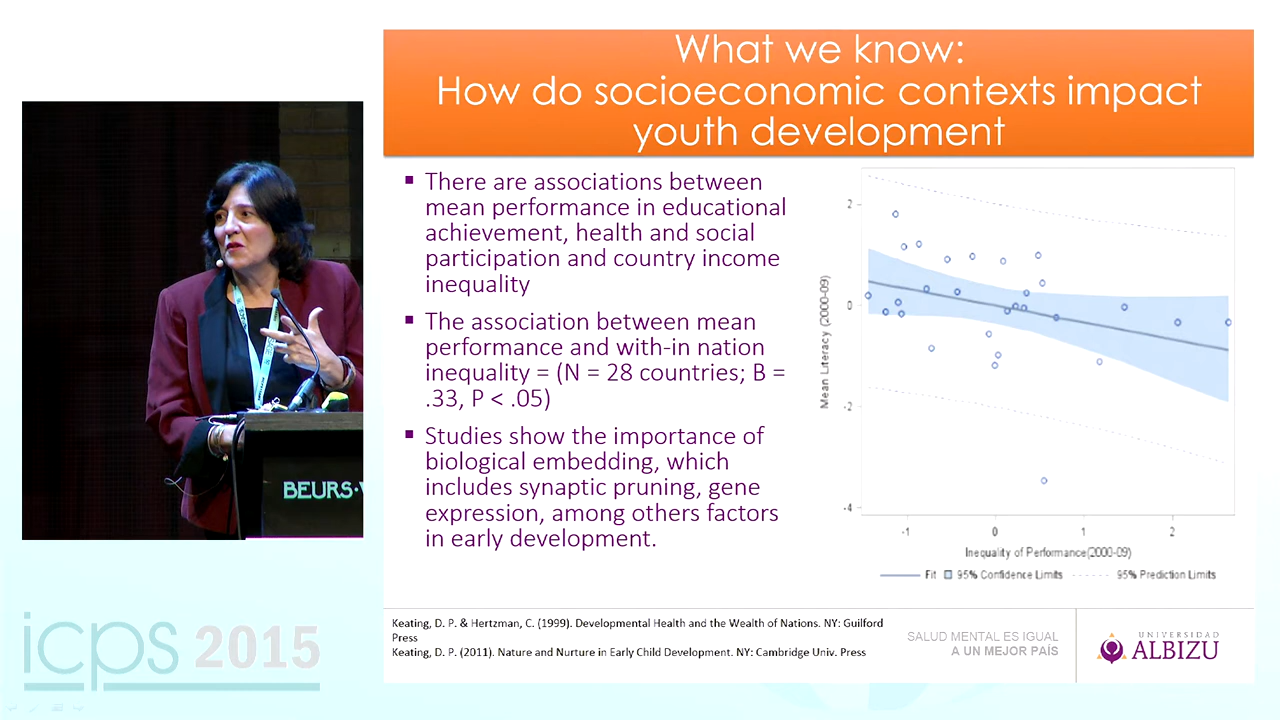 What we know:
How do socioeconomic contexts impact
youth development
There are associations between
mean performance in educational
achievement, health and social
participation and country income
inequality
The association between mean
performance and with-in nation
inequality = (N = 28 countries; B =
.33, P < .05)
Studies show the importance of
biological embedding, which
includes synaptic pruning, gene
expression, among others factors
in early development.
2
0
-2
-4
Mean Literacy (2000-09)
-1 0 1 2
Inequality of Performance(2000-09)
Fit 95% Confidence Limits 95% Prediction Limits
BEURS
icps 2015
Keating, D. P. & Hertzman, C. (1999). Developmental Health and the Wealth of Nations. NY: Guilford
Press
Keating, D. P. (2011). Nature and Nurture in Early Child Development. NY: Cambridge Univ. Press
SALUD MENTAL ES IGUAL
A UN MEJOR PAÍS
UNIVERSIDAD
ALBIZU